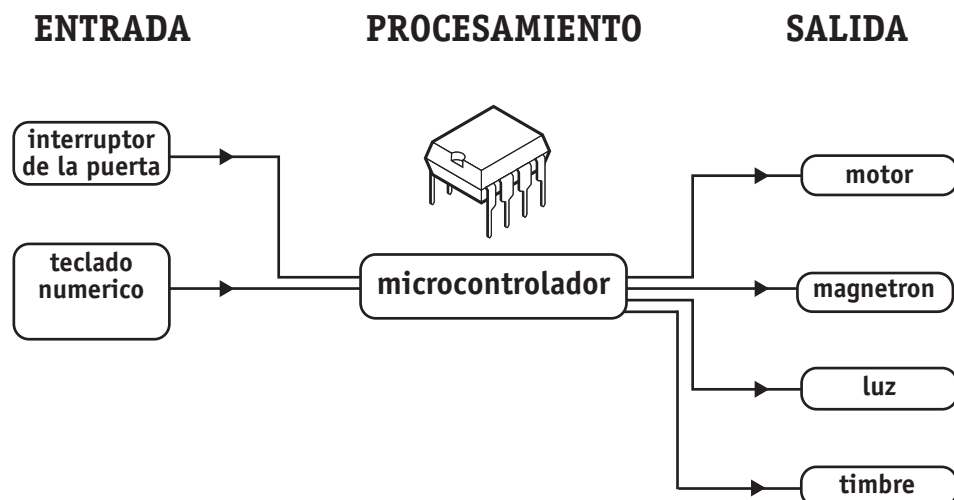 ENTRADA PROCESAMIENTO SALIDA
interruptor
de la puerta
teclado
numerico
microcontrolador
motor
magnetron
luz
timbre